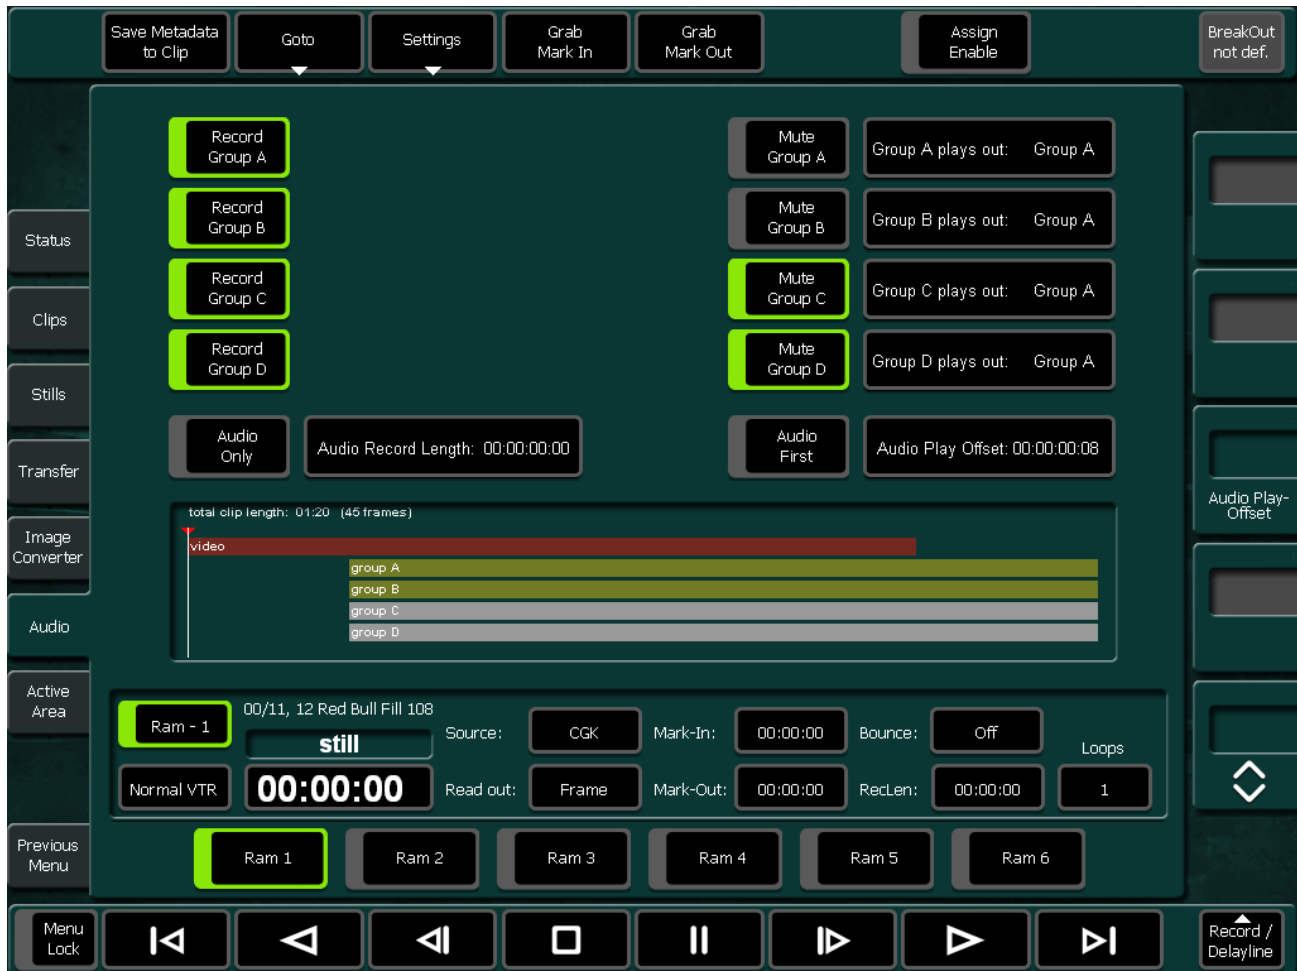 Save Metadata
to Clip
Goto
Settings
Grab
Mark In
Grab
Mark Out
Assign
Enable
BreakOut
not def.
Record
Group A
Mute
Group A
Group A plays out: Group A
Record
Group B
Mute
Group B
Group B plays out: Group A
Record
Group C
Mute
Group C
Group C plays out: Group A
Record
Group D
Mute
Group D
Group D plays out: Group A
Audio
Only
Audio Record Length: 00:00:00:00
Audio
First
Audio Play Offset: 00:00:00:08
Status
Clips
Stills
Transfer
Image
Converter
Audio
Active
Area
Previous
Menu
Audio Play-
Offset
total clip length: 01:20 (45 frames)
video
group A
group B
group C
group D
Ram - 1
00/11, 12 Red Bull Fill 108
still
Source:
CGK
Mark-In:
00:00:00
Bounce:
Off
Loops
Normal VTR
00:00:00
Read out:
Frame
Mark-Out:
00:00:00
RecLen:
00:00:00
1
Ram 1
Ram 2
Ram 3
Ram 4
Ram 5
Ram 6
Menu
Lock
Record /
Delayline